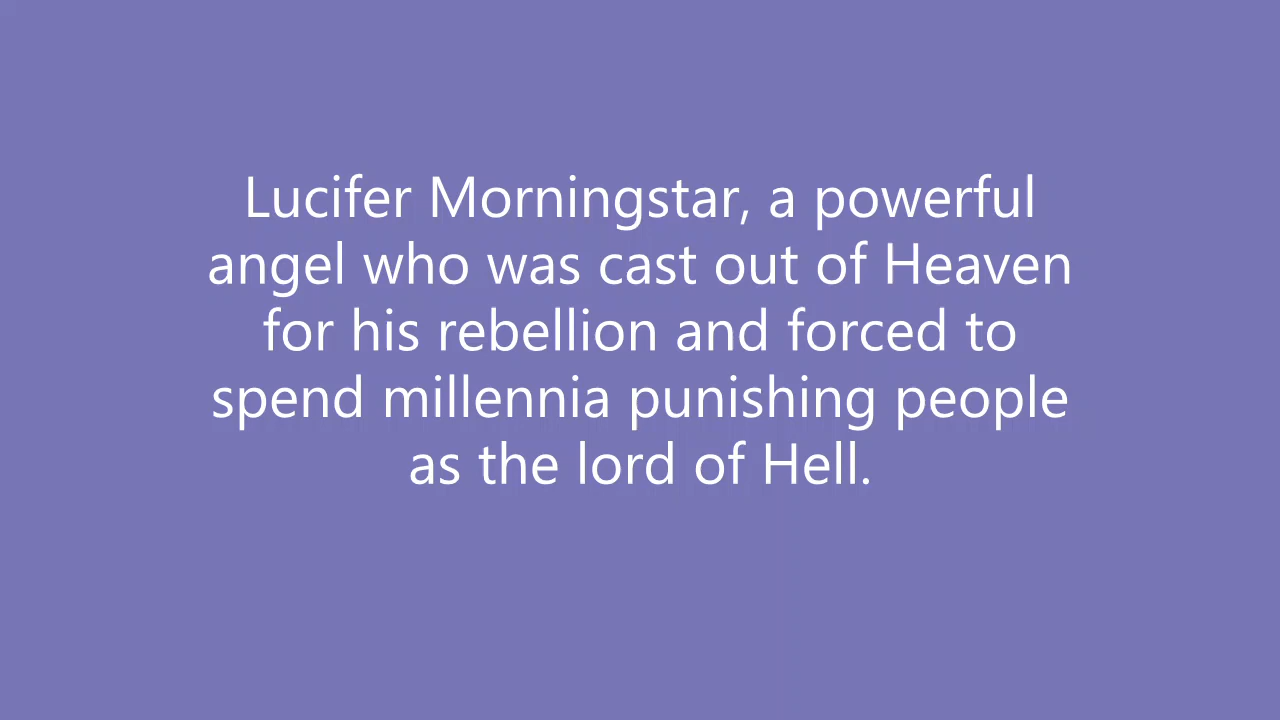 Lucifer Morningstar, a powerful
angel who was cast out of Heaven
for his rebellion and forced to
spend millennia punishing people
as the lord of Hell.